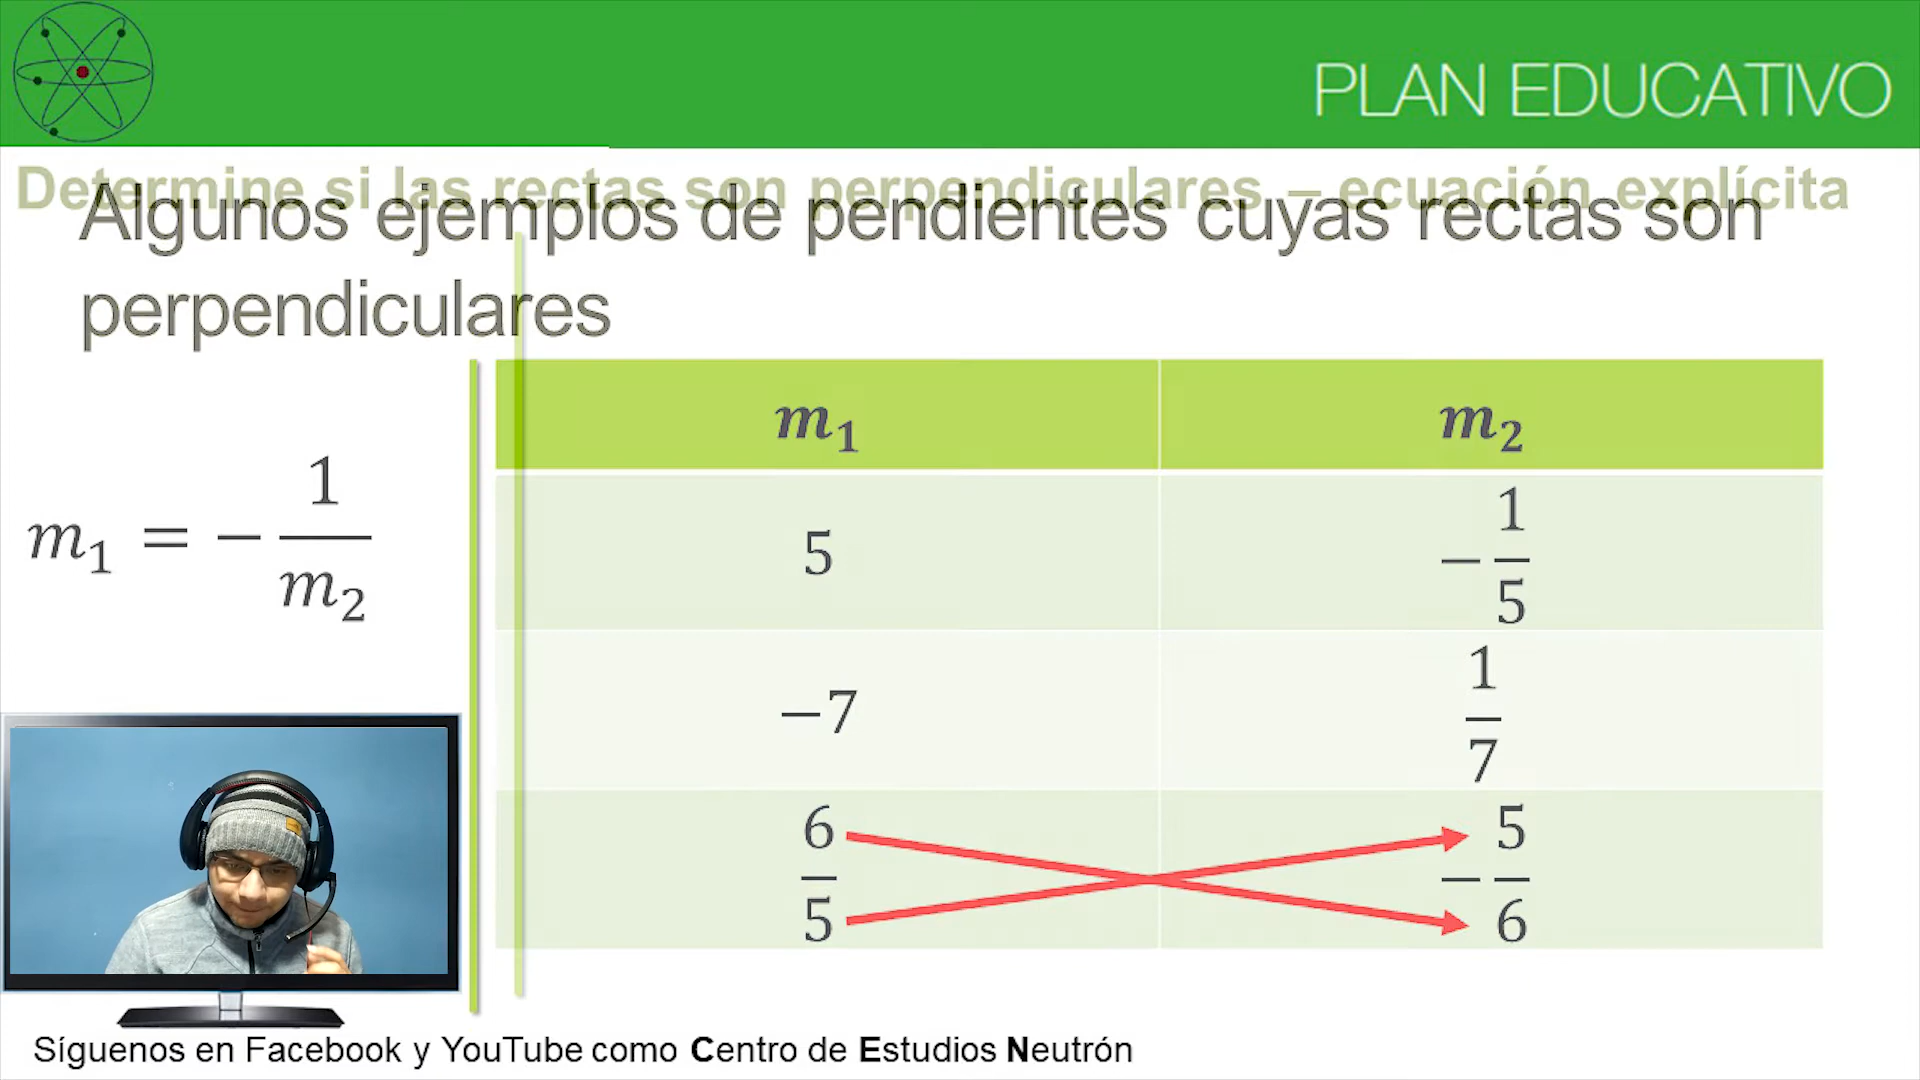 PLAN EDUCATIVO
Determine si las rectas son perpendiculares – ecuación explícita
Algunos ejemplos de pendientes cuyas rectas son
perpendiculares
m₁ = − 1/m₂
m₁ m₂
5 −1/5
−7 1/7
6/5 −5/6
Síguenos en Facebook y YouTube como Centro de Estudios Neutrón